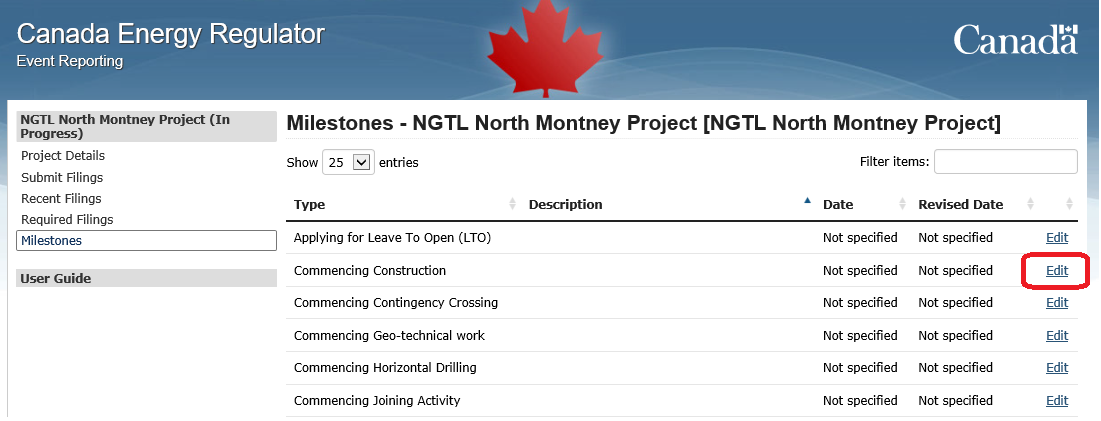 Canada Energy Regulator
Event Reporting
Canada
NGTL North Montney Project (In
Progress)
Project Details
Submit Filings
Recent Filings
Required Filings
Milestones
User Guide
Milestones - NGTL North Montney Project [NGTL North Montney Project]
Show 25 entries
Filter items:
Type Description Date Revised Date
Applying for Leave To Open (LTO) Not specified Not specified Edit
Commencing Construction Not specified Not specified Edit
Commencing Contingency Crossing Not specified Not specified Edit
Commencing Geo-technical work Not specified Not specified Edit
Commencing Horizontal Drilling Not specified Not specified Edit
Commencing Joining Activity Not specified Not specified Edit